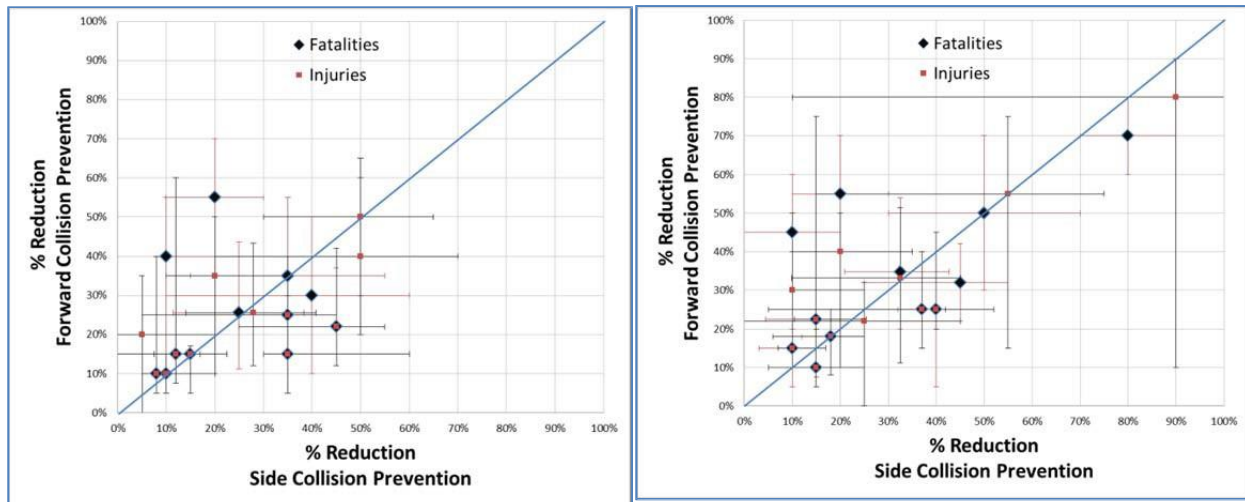 100%
90%
80%
70%
60%
50%
40%
30%
20%
10%
0%
% Reduction
Forward Collision Prevention
Fatalities
Injuries
0% 10% 20% 30% 40% 50% 60% 70% 80% 90% 100%
% Reduction
Side Collision Prevention
100%
90%
80%
70%
60%
50%
40%
30%
20%
10%
0%
% Reduction
Forward Collision Prevention
Fatalities
Injuries
0% 10% 20% 30% 40% 50% 60% 70% 80% 90% 100%
% Reduction
Side Collision Prevention